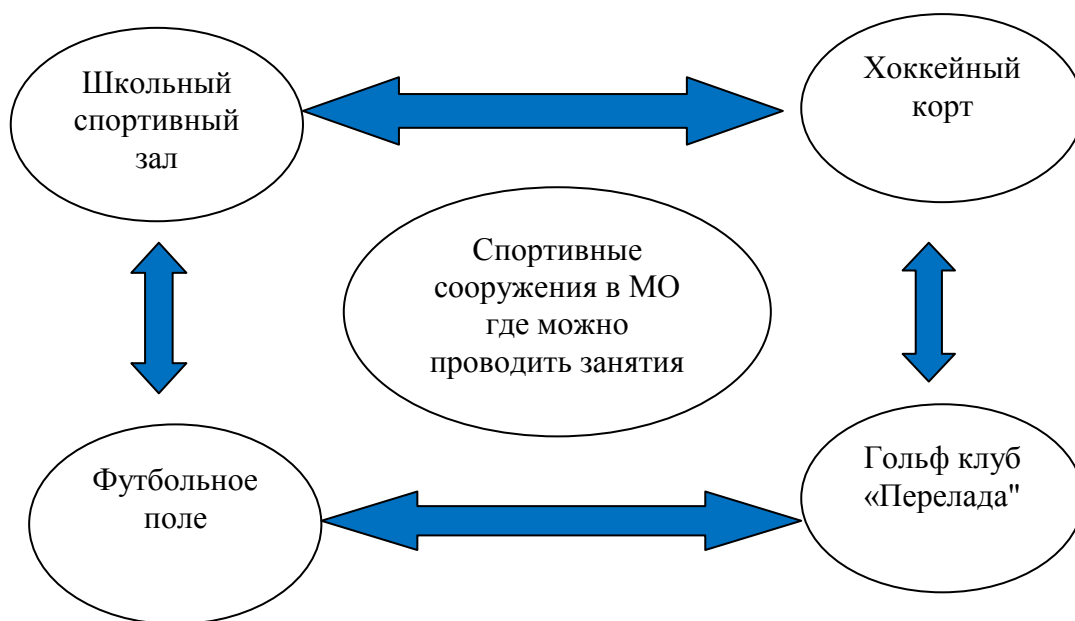 Школьный
спортивный
зал
Хоккейный
корт
Спортивные
сооружения в МО
где можно
проводить занятия
Футбольное
поле
Гольф клуб
«Перелада"